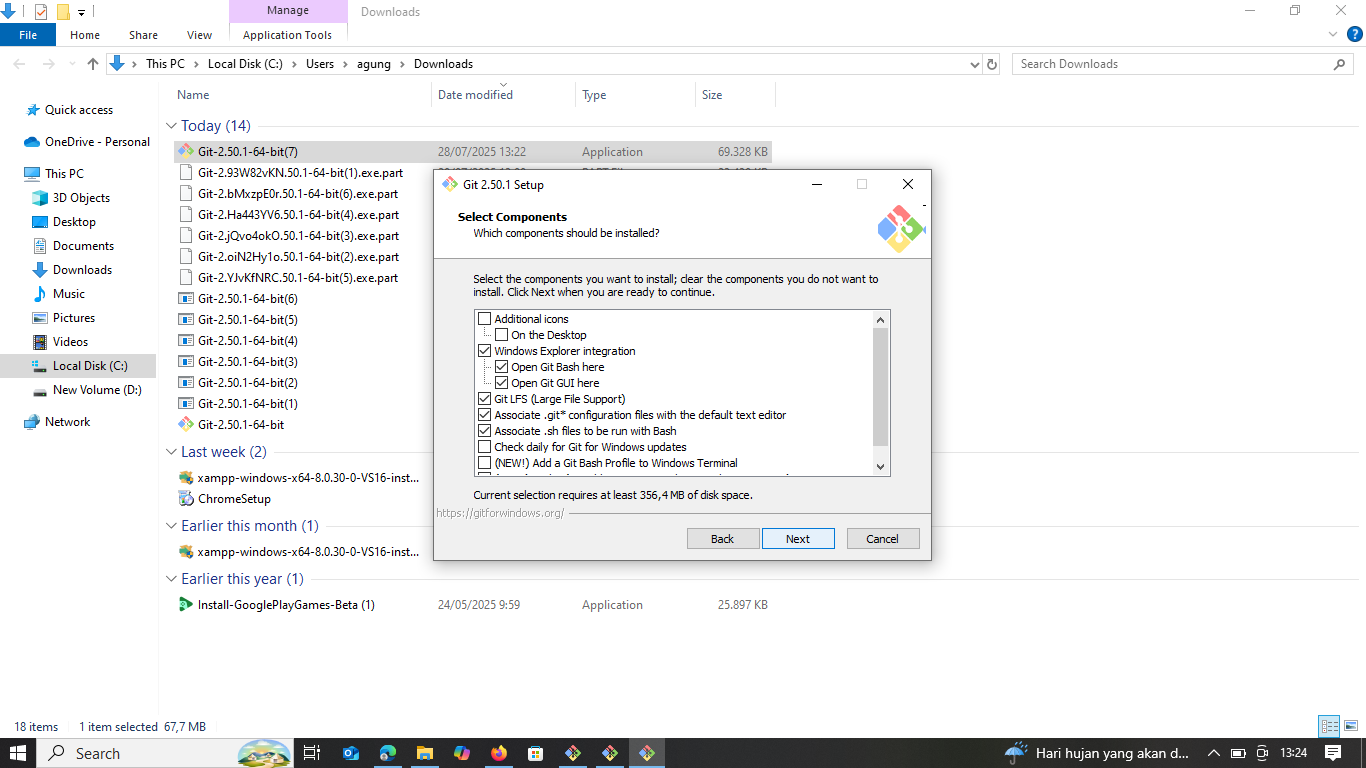 Manage
Downloads
File
Home
Share
View
Application Tools
This PC
Local Disk (C:)
Users
agung
Downloads
Search Downloads
Name
Date modified
Type
Size
Quick access
OneDrive - Personal
This PC
3D Objects
Desktop
Documents
Downloads
Music
Pictures
Videos
Local Disk (C:)
New Volume (D:)
Network
Today (14)
Git-2.50.1-64-bit(7) 28/07/2025 13:22 Application 69.328 KB
Git-2.93W82vKN.50.1-64-bit(1).exe.part
Git-2.bMxzpE0r.50.1-64-bit(6).exe.part
Git-2.Ha443YV6.50.1-64-bit(4).exe.part
Git-2.jQvo4okO.50.1-64-bit(3).exe.part
Git-2.oiN2Hy1o.50.1-64-bit(2).exe.part
Git-2.YJvKfNRC.50.1-64-bit(5).exe.part
Git-2.50.1-64-bit(6)
Git-2.50.1-64-bit(5)
Git-2.50.1-64-bit(4)
Git-2.50.1-64-bit(3)
Git-2.50.1-64-bit(2)
Git-2.50.1-64-bit(1)
Git-2.50.1-64-bit
Last week (2)
xampp-windows-x64-8.0.30-0-VS16-inst...
ChromeSetup
Earlier this month (1)
xampp-windows-x64-8.0.30-0-VS16-inst...
Earlier this year (1)
Install-GooglePlayGames-Beta (1) 24/05/2025 9:59 Application 25.897 KB
Git 2.50.1 Setup
Select Components
Which components should be installed?
Select the components you want to install; clear the components you do not want to
install. Click Next when you are ready to continue.
Additional icons
On the Desktop
Windows Explorer integration
Open Git Bash here
Open Git GUI here
Git LFS (Large File Support)
Associate .git* configuration files with the default text editor
Associate .sh files to be run with Bash
Check daily for Git for Windows updates
(NEW!) Add a Git Bash Profile to Windows Terminal
Current selection requires at least 356,4 MB of disk space.
https://gitforwindows.org/
Back
Next
Cancel
18 items 1 item selected 67,7 MB
Search
Hari hujan yang akan d...
13:24